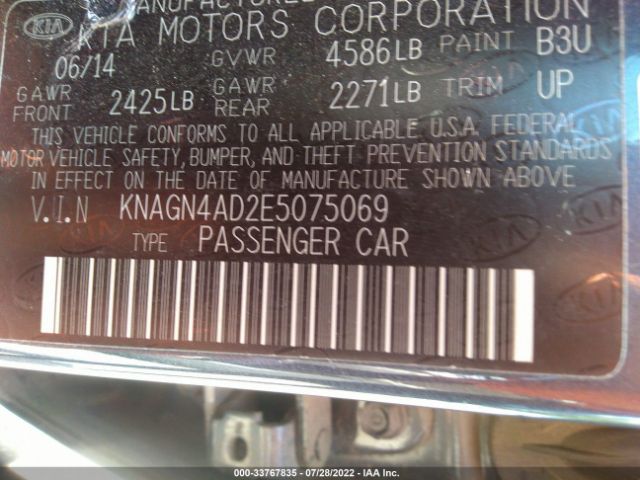 MANUFACTURED
KIA KIA MOTORS CORPORATION
06/14 GVWR 4586LB PAINT B3U
GAWR FRONT 2425LB GAWR REAR 2271LB TRIM UP
THIS VEHICLE CONFORMS TO ALL APPLICABLE U.S.A. FEDERAL
MOTOR VEHICLE SAFETY, BUMPER, AND THEFT PREVENTION STANDARDS
IN EFFECT ON THE DATE OF MANUFACTURE SHOWN ABOVE.
V.I.N KNAGN4AD2E5075069
TYPE PASSENGER CAR
000-33767835 / 07/28/2022 - IAA Inc.